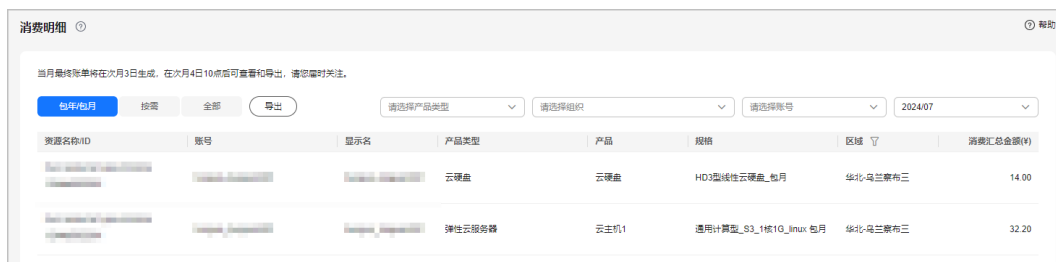 消费明细
帮助
当月最终账单将在次月3日生成，在次月4日10点后可查看和导出，请您届时关注。
包年/包月 按需 全部 导出 请选择产品类型 请选择组织 请选择账号 2024/07
资源名称/ID 账号 显示名 产品类型 产品 规格 区域 消费汇总金额(¥)
云硬盘 云硬盘 HD3型线性云硬盘_包月 华北-乌兰察布三 14.00
弹性云服务器 云主机1 通用计算型_S3_1核1G_linux 包月 华北-乌兰察布三 32.20